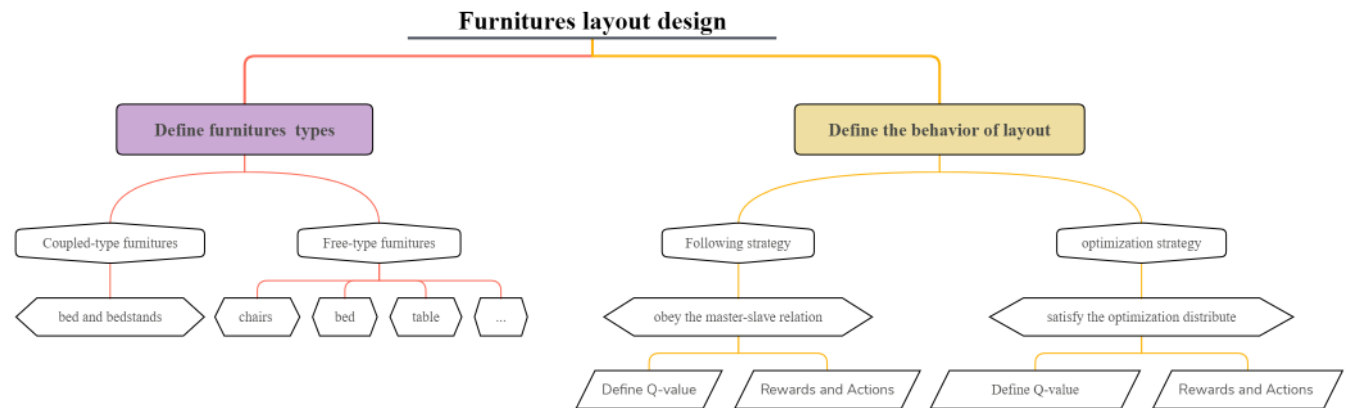 Furnitures layout design
Define furnitures types
Define the behavior of layout
Coupled-type furnitures
Free-type furnitures
Following strategy
optimization strategy
bed and bedstands
chairs
bed
table
...
obey the master-slave relation
satisfy the optimization distribute
Define Q-value
Rewards and Actions
Define Q-value
Rewards and Actions